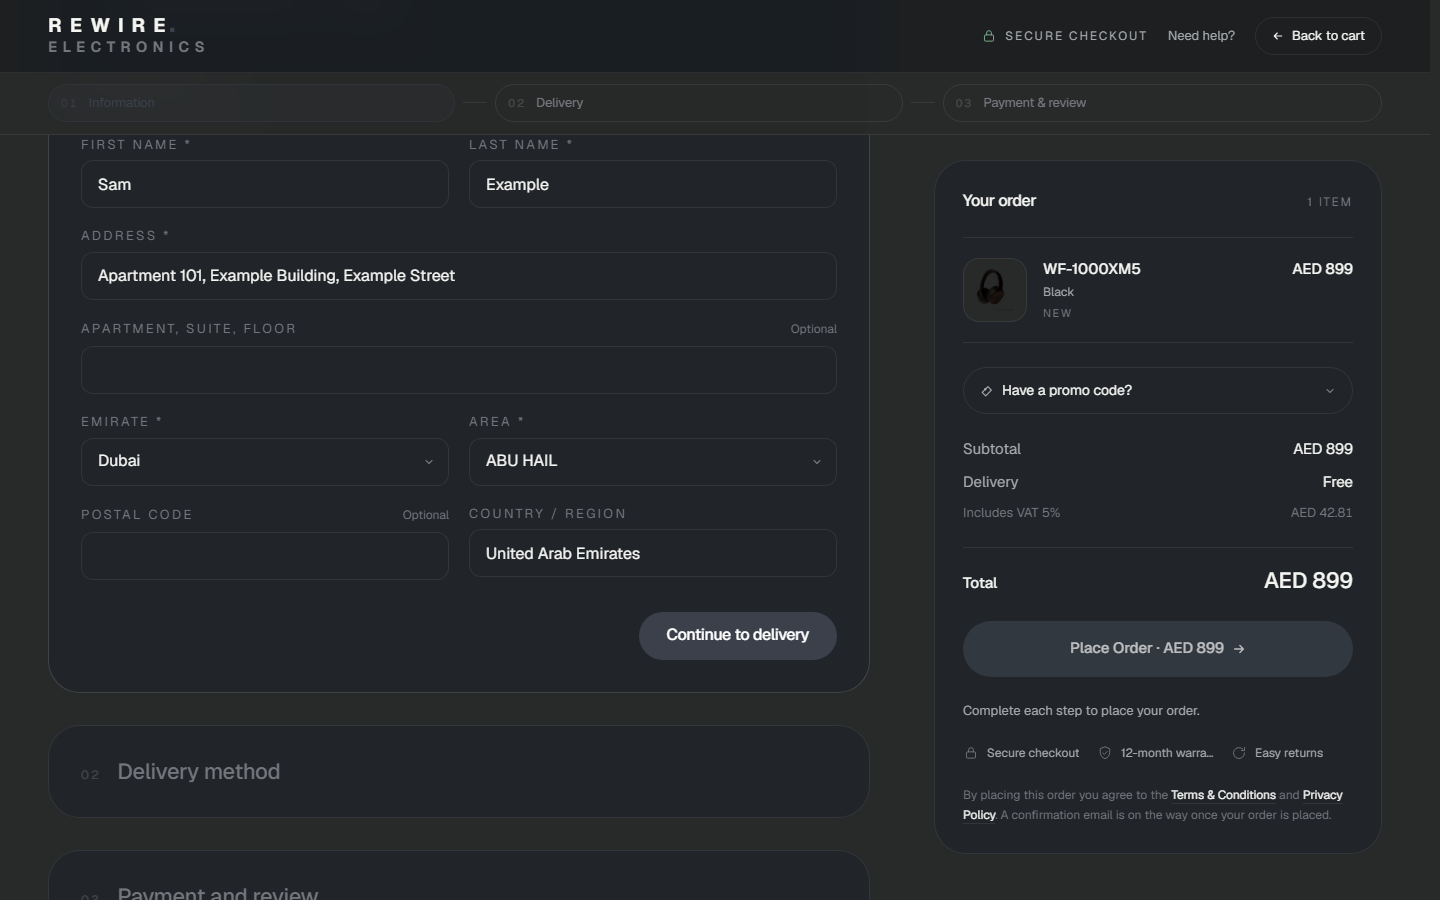 REWIRE.
ELECTRONICS
SECURE CHECKOUT
Need help?
← Back to cart
01 Information
02 Delivery
03 Payment & review
FIRST NAME *
LAST NAME *
Sam
Example
ADDRESS *
Apartment 101, Example Building, Example Street
APARTMENT, SUITE, FLOOR
Optional
EMIRATE *
AREA *
Dubai
ABU HAIL
POSTAL CODE
Optional
COUNTRY / REGION
United Arab Emirates
Continue to delivery
02 Delivery method
03 Payment and review
Your order
1 ITEM
WF-1000XM5
AED 899
Black
NEW
Have a promo code?
Subtotal
AED 899
Delivery
Free
Includes VAT 5%
AED 42.81
Total
AED 899
Place Order · AED 899 →
Complete each step to place your order.
Secure checkout
12-month warra...
Easy returns
By placing this order you agree to the Terms & Conditions and Privacy
Policy. A confirmation email is on the way once your order is placed.